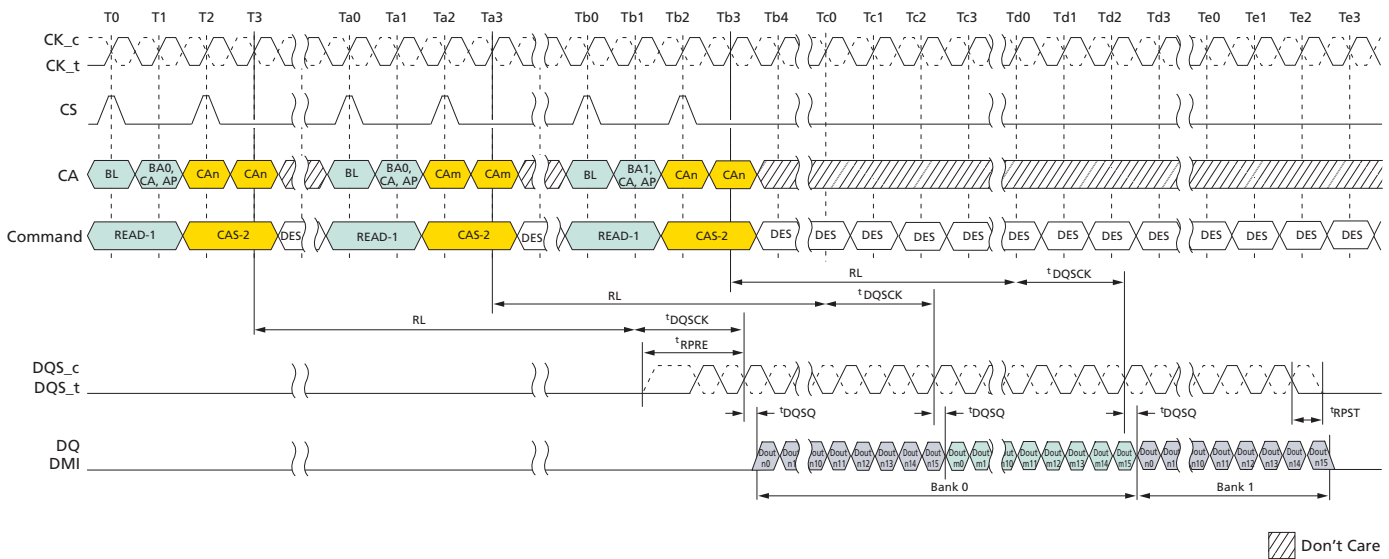 T0 T1 T2 T3 Ta0 Ta1 Ta2 Ta3 Tb0 Tb1 Tb2 Tb3 Tb4 Tc0 Tc1 Tc2 Tc3 Td0 Td1 Td2 Td3 Te0 Te1 Te2 Te3
CK_c
CK_t
CS
CA
BL
BA0, CA, AP
CAn
CAn
BL
BA0, CA, AP
CAm
CAm
BL
BA1, CA, AP
CAn
CAn
Command
READ-1 CAS-2 DES READ-1 CAS-2 DES READ-1 CAS-2 DES DES DES DES DES DES DES DES DES DES DES DES DES
RL tDQSCK
RL tDQSCK
RL tDQSCK
tRPRE
DQS_c
DQS_t
tDQSQ tDQSQ tDQSQ tRPST
DQ
DMI
Dout Dout Dout Dout Dout Dout Dout Dout Dout Dout Dout Dout Dout Dout Dout Dout Dout Dout Dout Dout Dout Dout Dout Dout
n0 n1 n10 n11 n12 n13 n14 n15 m0 m1 n10 m11 m12 m13 m14 m15 n0 n10 n11 n12 n13 n14 n15
Bank 0 Bank 1
Don't Care